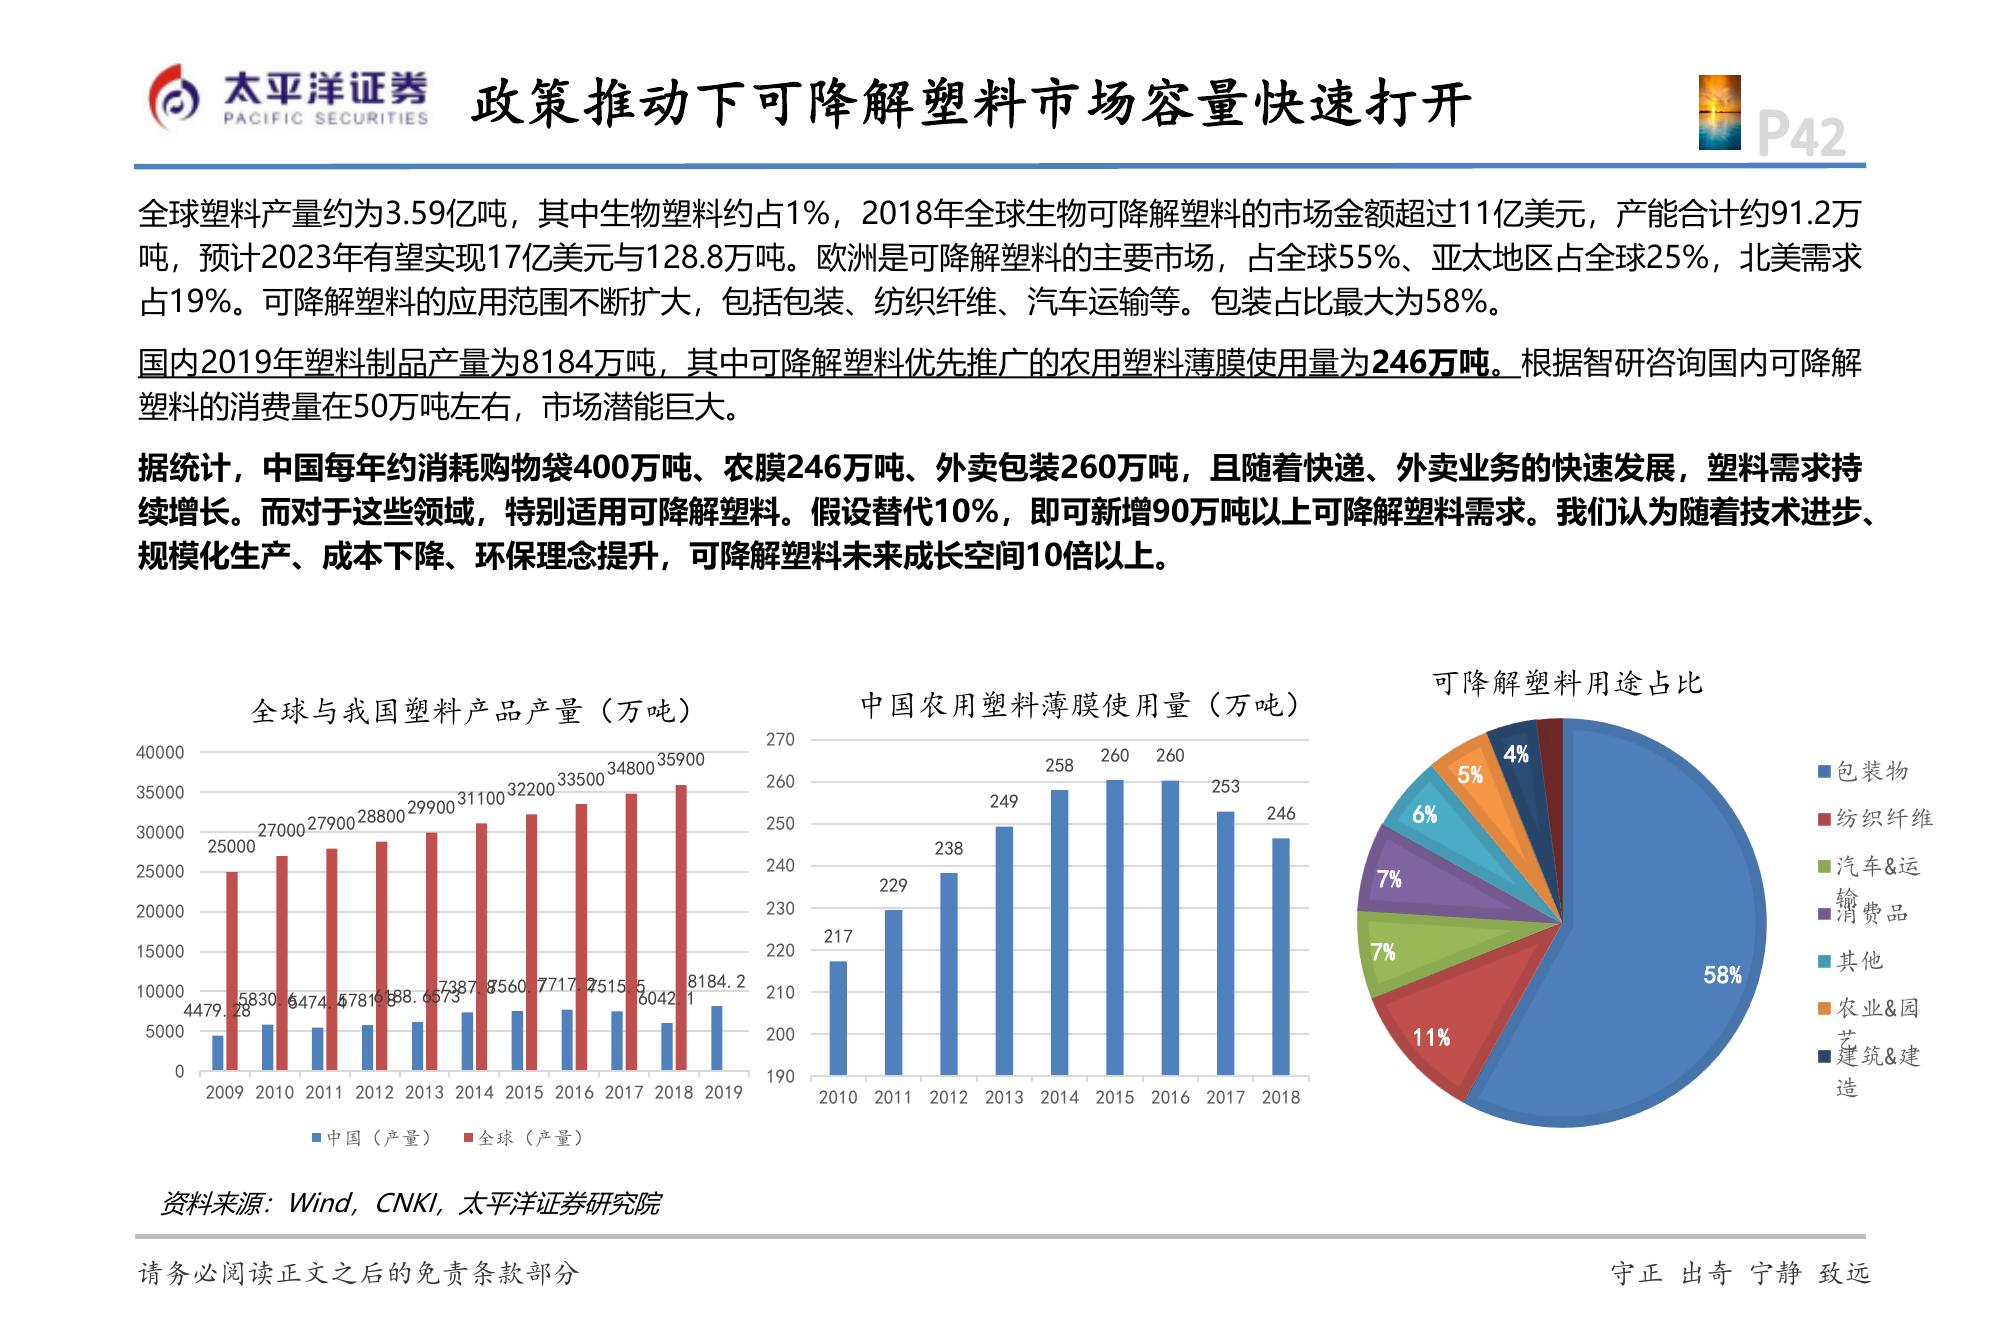 太平洋证券
PACIFIC SECURITIES
政策推动下可降解塑料市场容量快速打开
P42
全球塑料产量约为3.59亿吨，其中生物塑料约占1%，2018年全球生物可降解塑料的市场金额超过11亿美元，产能合计约91.2万
吨，预计2023年有望实现17亿美元与128.8万吨。欧洲是可降解塑料的主要市场，占全球55%、亚太地区占全球25%，北美需求
占19%。可降解塑料的应用范围不断扩大，包括包装、纺织纤维、汽车运输等。包装占比最大为58%。
国内2019年塑料制品产量为8184万吨，其中可降解塑料优先推广的农用塑料薄膜使用量为246万吨。根据智研咨询国内可降解
塑料的消费量在50万吨左右，市场潜能巨大。
据统计，中国每年约消耗购物袋400万吨、农膜246万吨、外卖包装260万吨，且随着快递、外卖业务的快速发展，塑料需求持
续增长。而对于这些领域，特别适用可降解塑料。假设替代10%，即可新增90万吨以上可降解塑料需求。我们认为随着技术进步、
规模化生产、成本下降、环保理念提升，可降解塑料未来成长空间10倍以上。
全球与我国塑料产品产量（万吨）
40000
35000
30000
25000
20000
15000
10000
5000
0
25000
27000
27900
28800
29900
31100
32200
33500
34800
35900
4479.28
5830.6
5474.4
5781.8
6188.6573
7387.8
7560.7
7717.2
7515.5
6042.1
8184.2
2009 2010 2011 2012 2013 2014 2015 2016 2017 2018 2019
中国（产量） 全球（产量）
中国农用塑料薄膜使用量（万吨）
270
260
250
240
230
220
210
200
190
217
229
238
249
258
260
260
253
246
2010 2011 2012 2013 2014 2015 2016 2017 2018
可降解塑料用途占比
4%
5%
6%
7%
7%
11%
58%
包装物
纺织纤维
汽车&运
输
消费品
其他
农业&园
艺
建筑&建
造
资料来源：Wind，CNKI，太平洋证券研究院
请务必阅读正文之后的免责条款部分
守正 出奇 宁静 致远